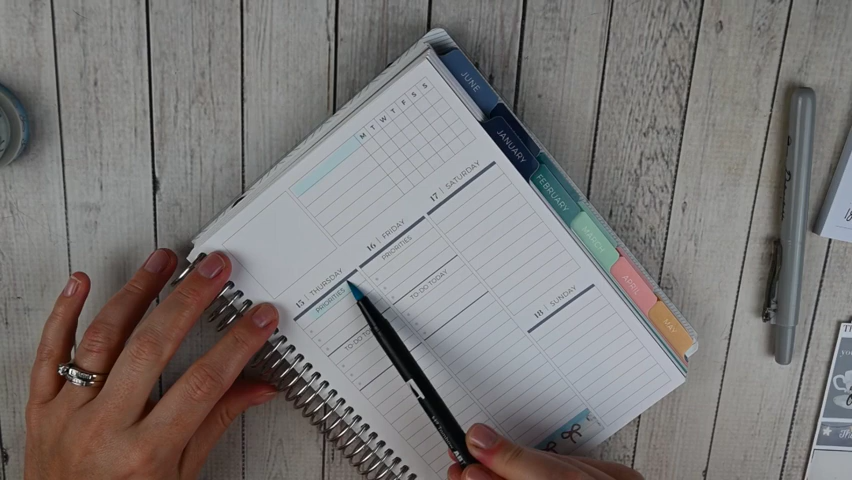 JUNE
JANUARY
FEBRUARY
MARCH
APRIL
MAY
M T W T F S S
15 | THURSDAY
PRIORITIES
TO-DO TODAY
16 | FRIDAY
PRIORITIES
TO-DO TODAY
17 | SATURDAY
18 | SUNDAY